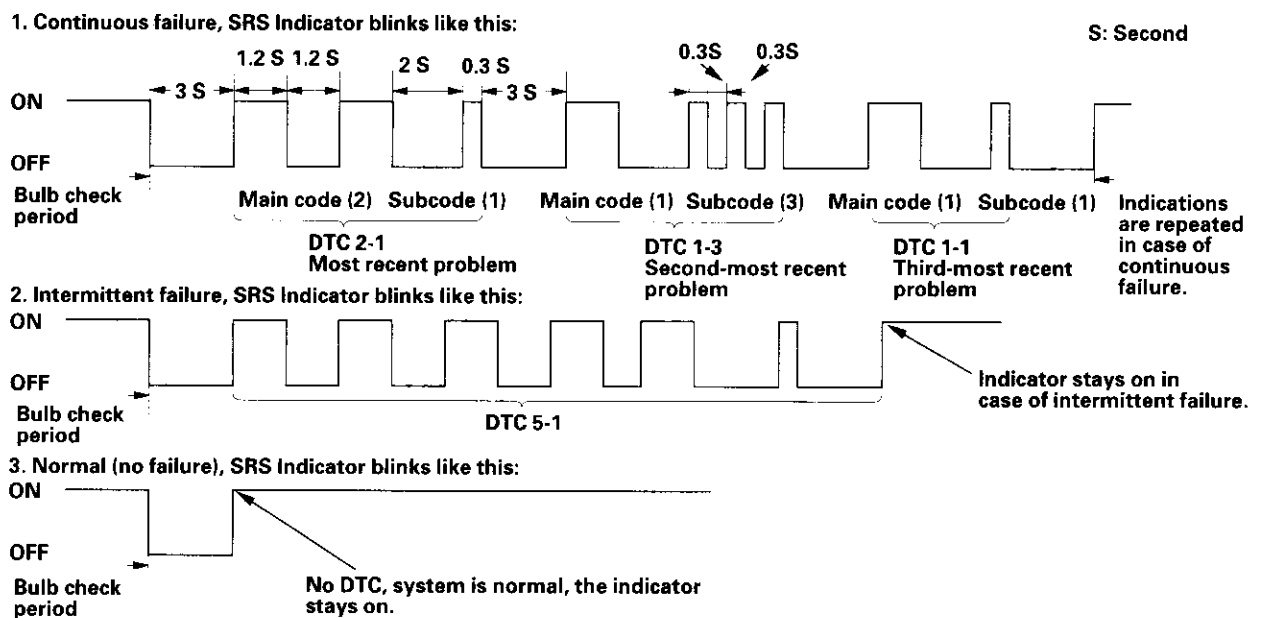 1. Continuous failure, SRS Indicator blinks like this:
S: Second
1.2 S 1.2 S 2 S 0.3 S 0.3S 0.3S
3 S 3 S
ON
OFF
Bulb check
period
Main code (2) Subcode (1) Main code (1) Subcode (3) Main code (1) Subcode (1)
DTC 2-1
Most recent problem
DTC 1-3
Second-most recent
problem
DTC 1-1
Third-most recent
problem
Indications
are repeated
in case of
continuous
failure.
2. Intermittent failure, SRS Indicator blinks like this:
ON
OFF
Bulb check
period
DTC 5-1
Indicator stays on in
case of intermittent failure.
3. Normal (no failure), SRS Indicator blinks like this:
ON
OFF
Bulb check
period
No DTC, system is normal, the indicator
stays on.